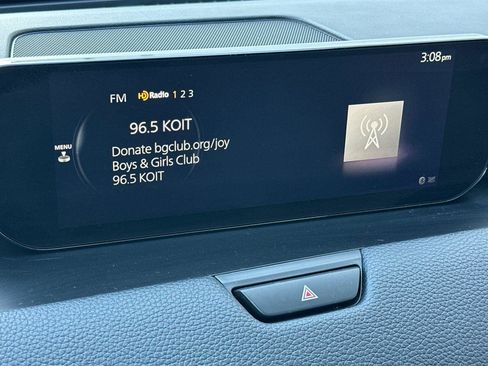 3:08pm
FM HD Radio 1 2 3
96.5 KOIT
MENU
Donate bgclub.org/joy
Boys & Girls Club
96.5 KOIT